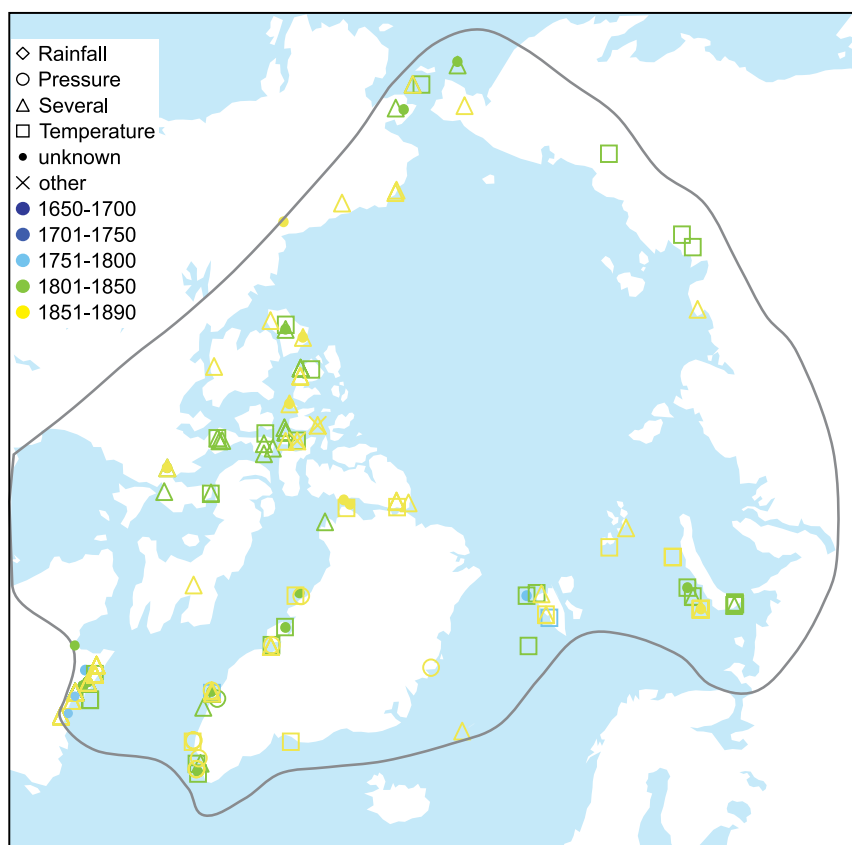 Rainfall
Pressure
Several
Temperature
unknown
other
1650-1700
1701-1750
1751-1800
1801-1850
1851-1890